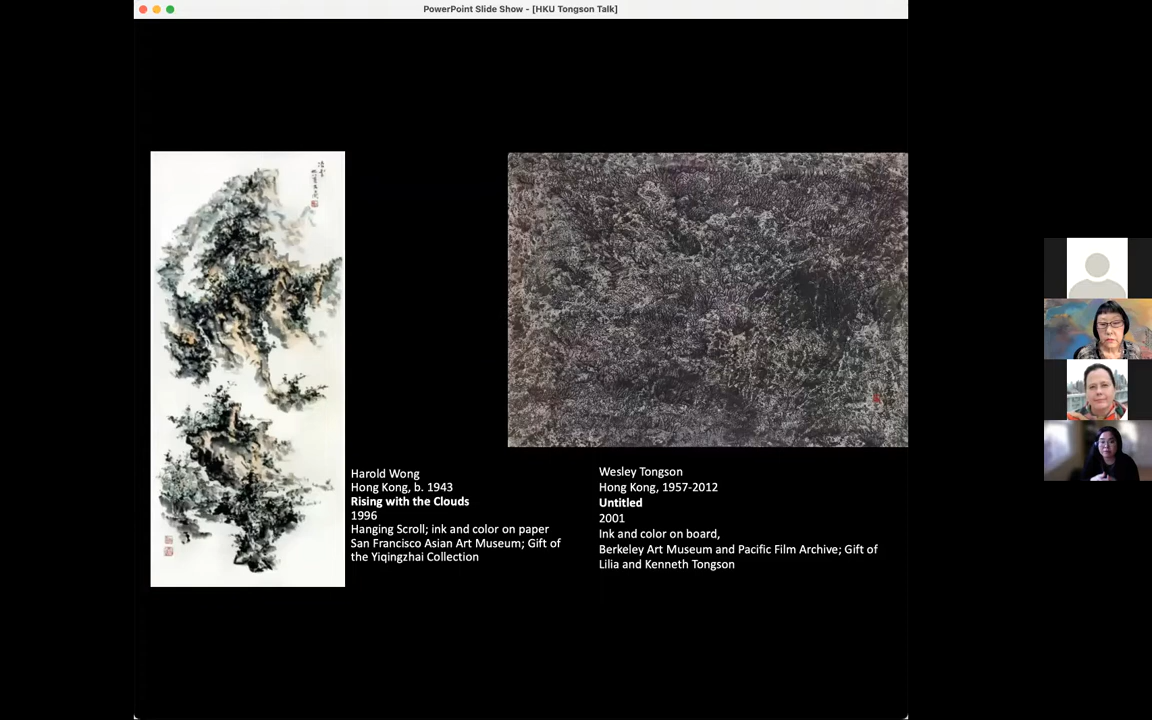 PowerPoint Slide Show - [HKU Tongson Talk]
Harold Wong
Hong Kong, b. 1943
Rising with the Clouds
1996
Hanging Scroll; ink and color on paper
San Francisco Asian Art Museum; Gift of
the Yiqingzhai Collection
Wesley Tongson
Hong Kong, 1957-2012
Untitled
2001
Ink and color on board,
Berkeley Art Museum and Pacific Film Archive; Gift of
Lilia and Kenneth Tongson